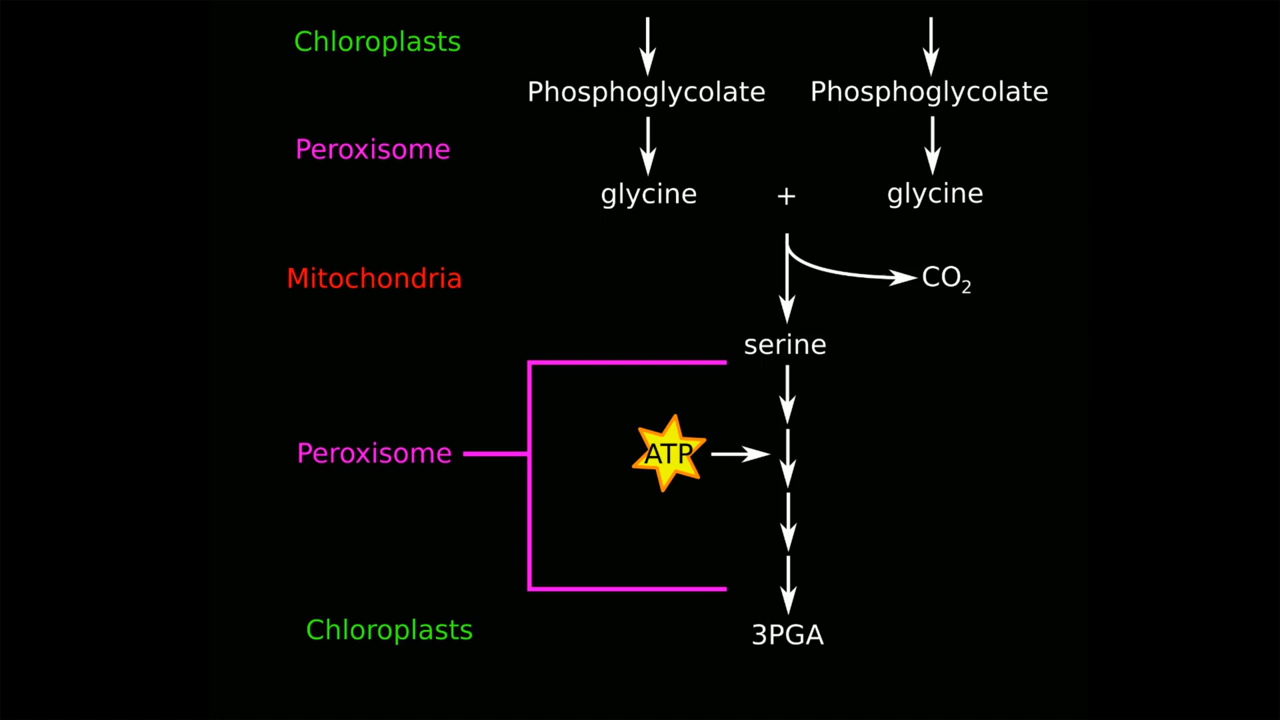 Chloroplasts
Phosphoglycolate Phosphoglycolate
Peroxisome
glycine + glycine
Mitochondria
CO₂
serine
Peroxisome
ATP
Chloroplasts
3PGA